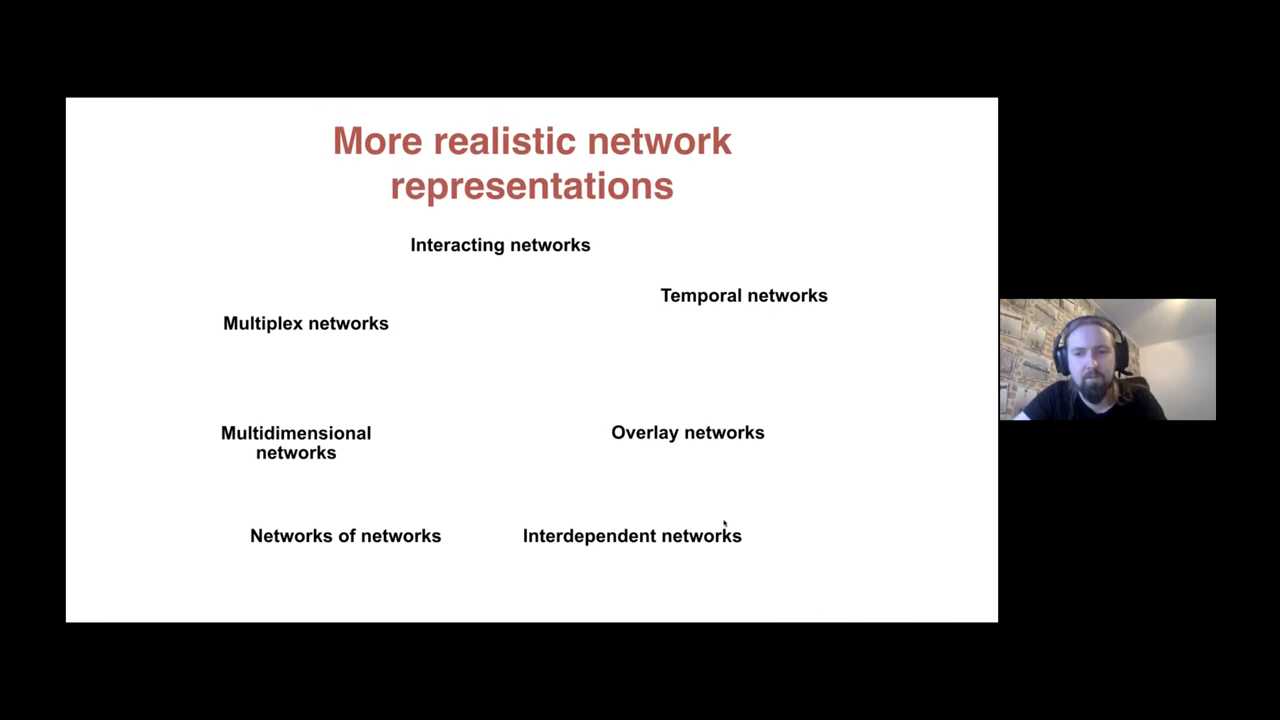 More realistic network
representations
Interacting networks
Temporal networks
Multiplex networks
Multidimensional
networks
Overlay networks
Networks of networks
Interdependent networks